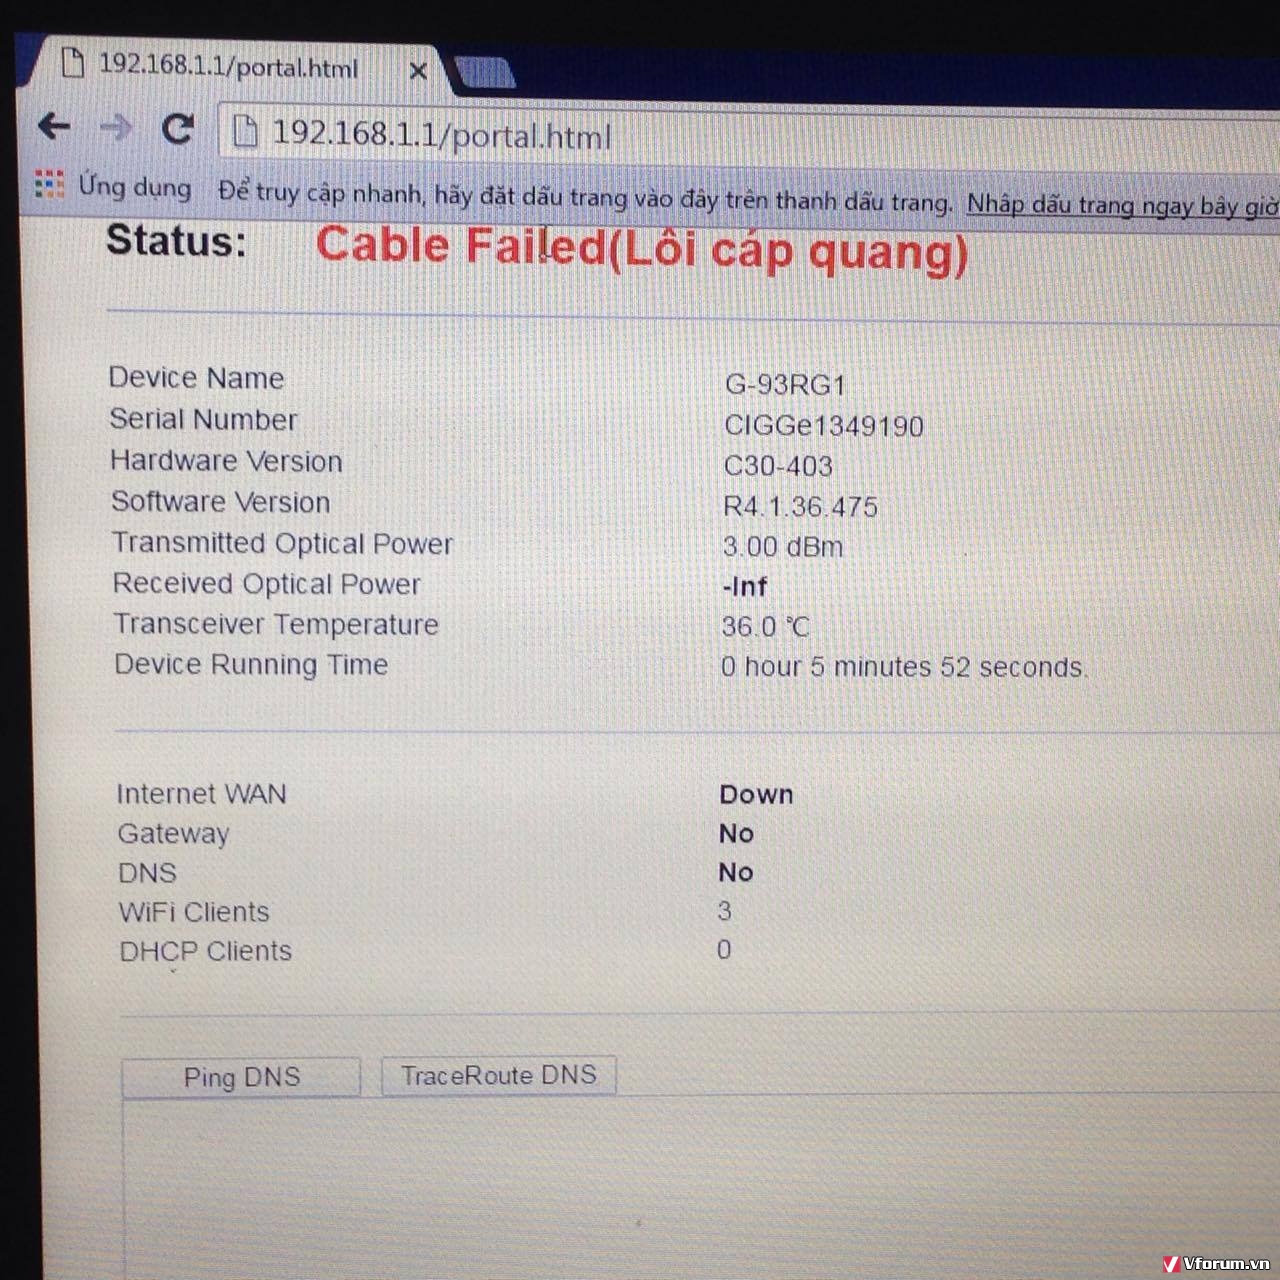 192.168.1.1/portal.html
192.168.1.1/portal.html
Ứng dụng Để truy cập nhanh, hãy đặt dấu trang vào đây trên thanh dấu trang. Nhập dấu trang ngay bây giờ
Status: Cable Failed(Lôi cáp quang)
Device Name G-93RG1
Serial Number CIGGe1349190
Hardware Version C30-403
Software Version R4.1.36.475
Transmitted Optical Power 3.00 dBm
Received Optical Power -Inf
Transceiver Temperature 36.0 ℃
Device Running Time 0 hour 5 minutes 52 seconds.
Internet WAN Down
Gateway No
DNS No
WiFi Clients 3
DHCP Clients 0
Ping DNS TraceRoute DNS
Vforum.vn